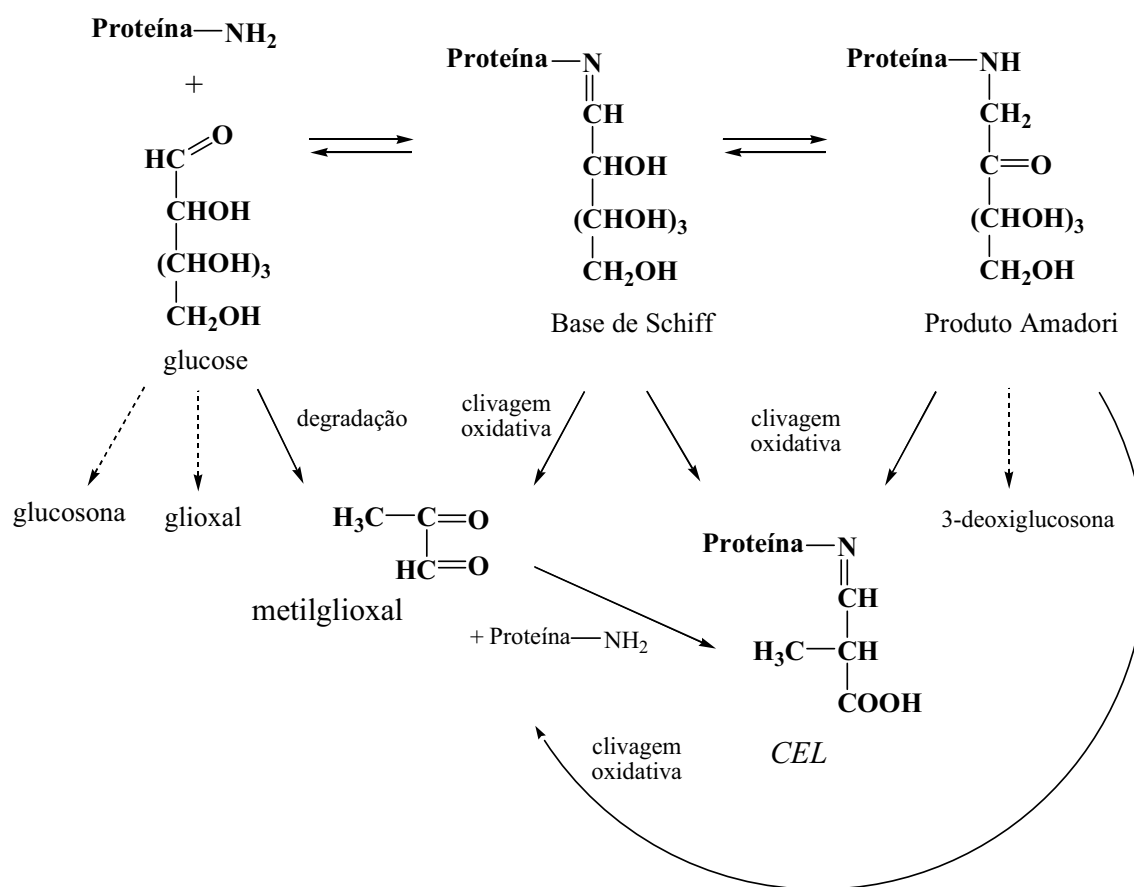 Proteína—NH₂
+
HC=O
CHOH
(CHOH)₃
CH₂OH
glucose
Proteína—N
CH
CHOH
(CHOH)₃
CH₂OH
Base de Schiff
Proteína—NH
CH₂
C=O
(CHOH)₃
CH₂OH
Produto Amadori
degradação
clivagem
oxidativa
clivagem
oxidativa
glucosona
glioxal
H₃C—C=O
HC=O
metilglioxal
+ Proteína—NH₂
Proteína—N
CH
H₃C—CH
COOH
CEL
3-deoxiglucosona
clivagem
oxidativa